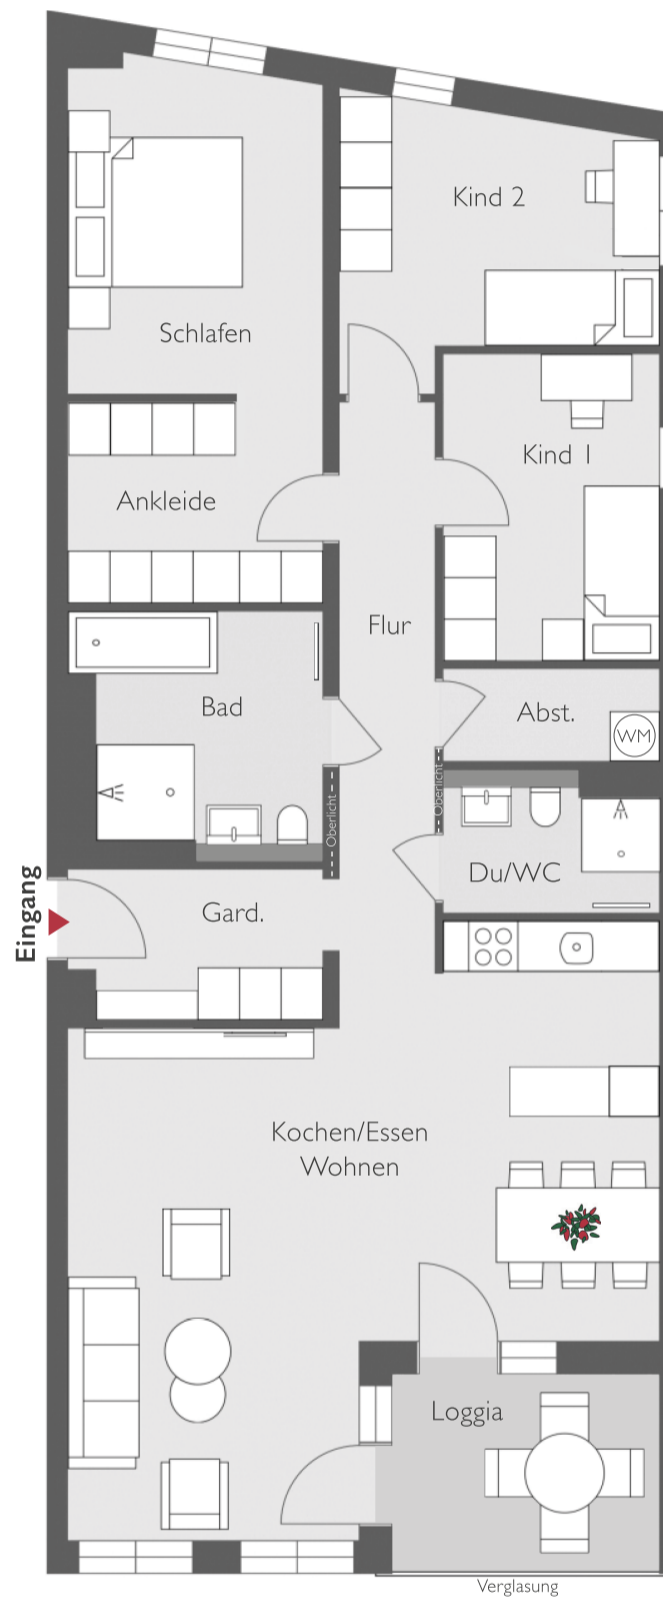 Kind 2
Schlafen
Kind 1
Ankleide
Flur
Bad
Abst.
WM
Oberlicht
Oberlicht
Du/WC
Eingang
Gard.
Kochen/Essen
Wohnen
Loggia
Verglasung